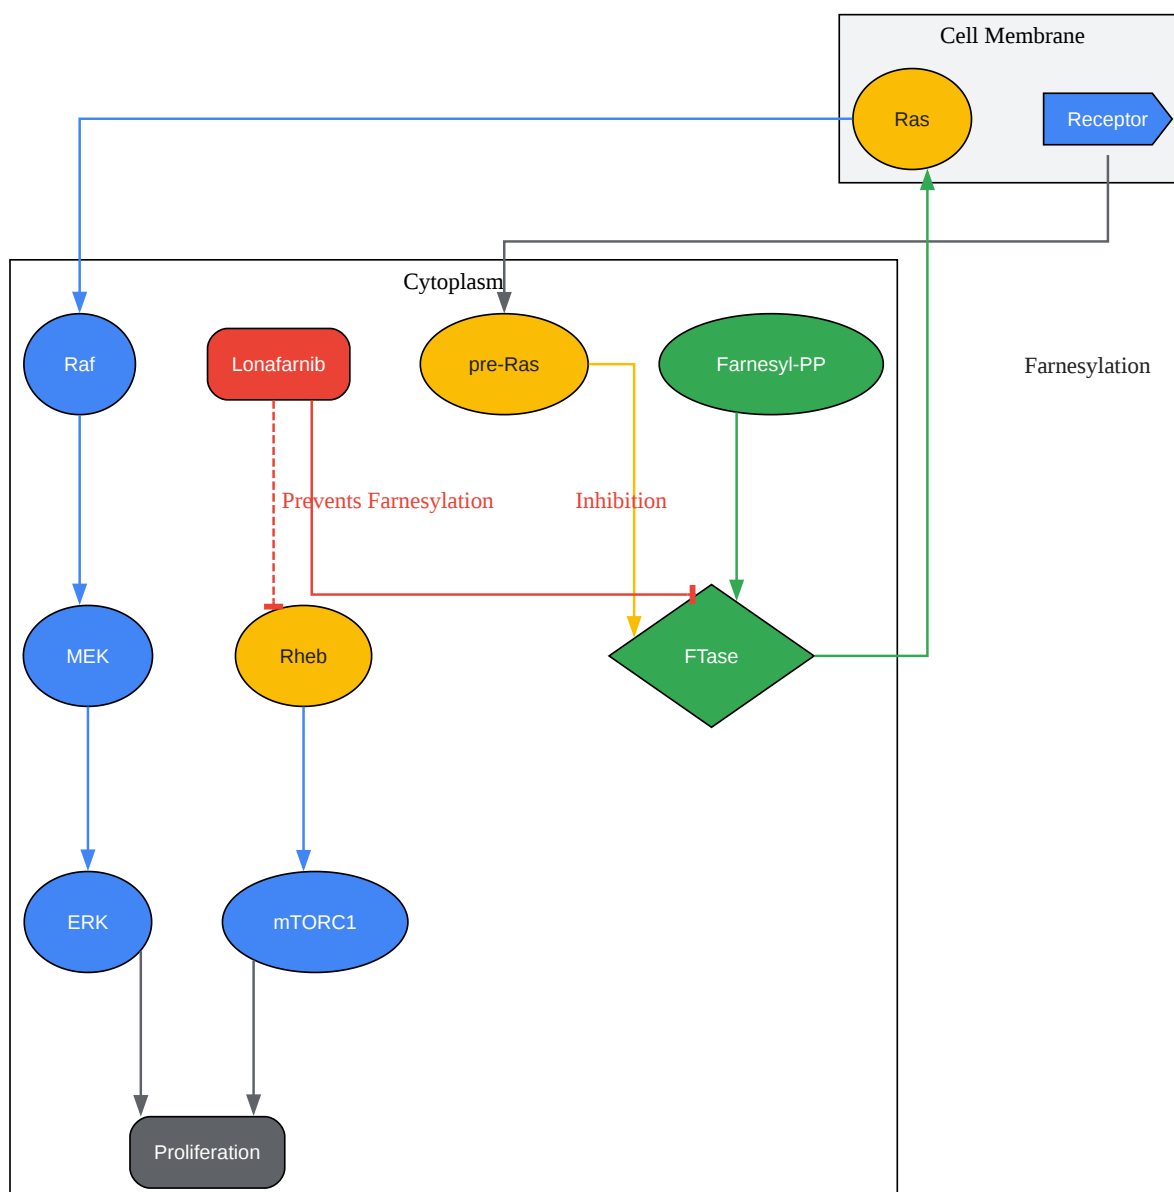 Cell Membrane
Ras
Receptor
Cytoplasm
Raf
Lonafarnib
pre-Ras
Farnesyl-PP
Farnesylation
Prevents Farnesylation
Inhibition
MEK
Rheb
FTase
ERK
mTORC1
Proliferation